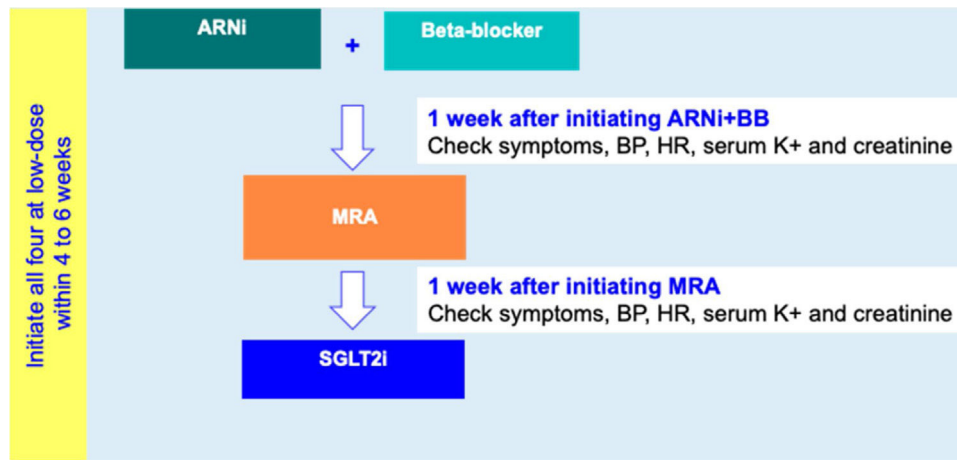 Initiate all four at low-dose
within 4 to 6 weeks
ARNi
+
Beta-blocker
1 week after initiating ARNi+BB
Check symptoms, BP, HR, serum K+ and creatinine
MRA
1 week after initiating MRA
Check symptoms, BP, HR, serum K+ and creatinine
SGLT2i